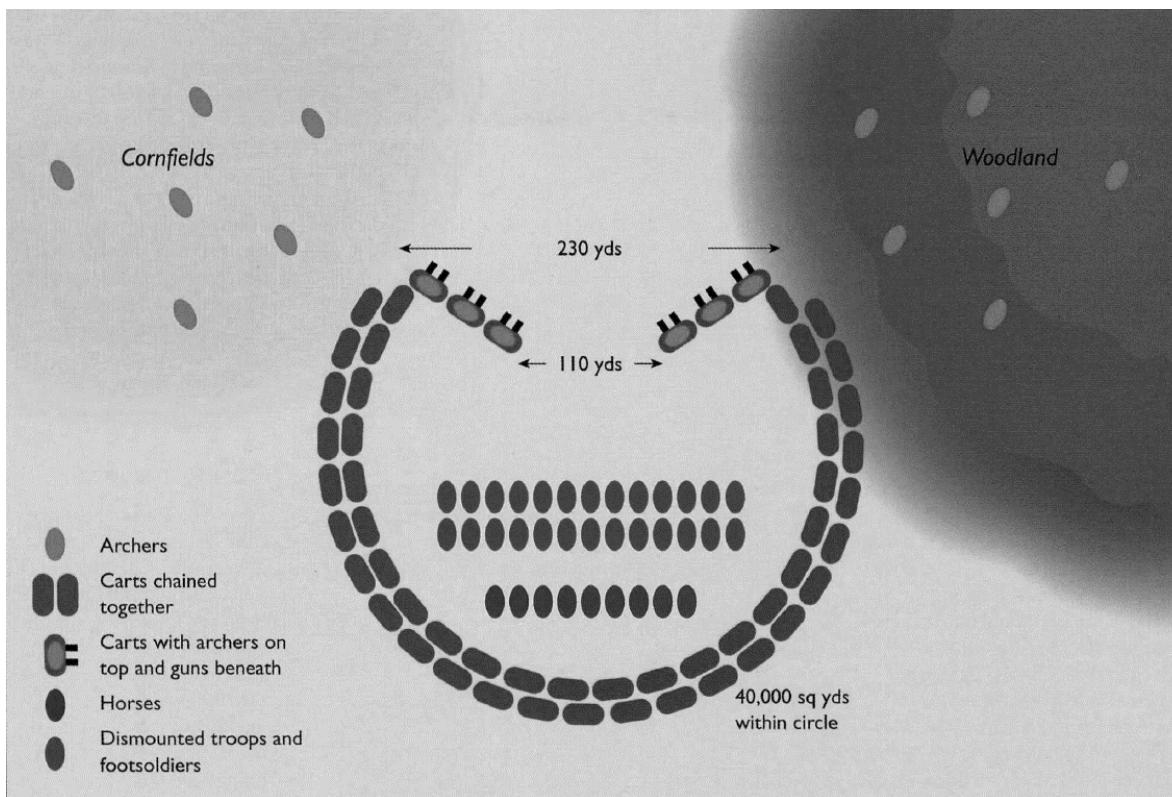 Cornfields
Woodland
230 yds
110 yds
Archers
Carts chained
together
Carts with archers on
top and guns beneath
Horses
Dismounted troops and
footsoldiers
40,000 sq yds
within circle